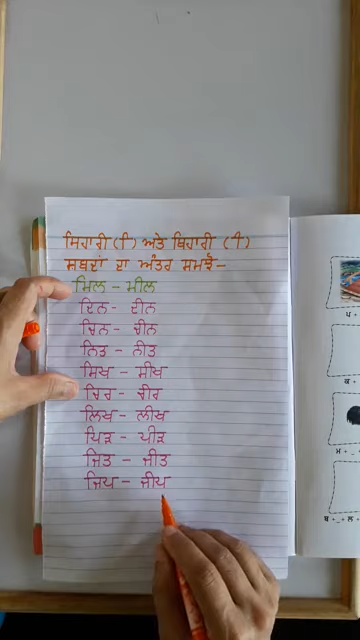 ਸਿਹਾਰੀ (ਿ) ਅਤੇ ਬਿਹਾਰੀ (ੀ)
ਸ਼ਬਦਾਂ ਦਾ ਅੰਤਰ ਸਮਝੋ-
ਮਿਲ - ਮੀਲ
ਦਿਨ - ਦੀਨ
ਚਿਨ - ਚੀਨ
ਨਿਤ - ਨੀਤ
ਸਿਖ - ਸੀਖ
ਚਿਰ - ਚੀਰ
ਲਿਖ - ਲੀਖ
ਪਿੜ - ਪੀੜ
ਜਿਤ - ਜੀਤ
ਜਿਪ - ਜੀਪ